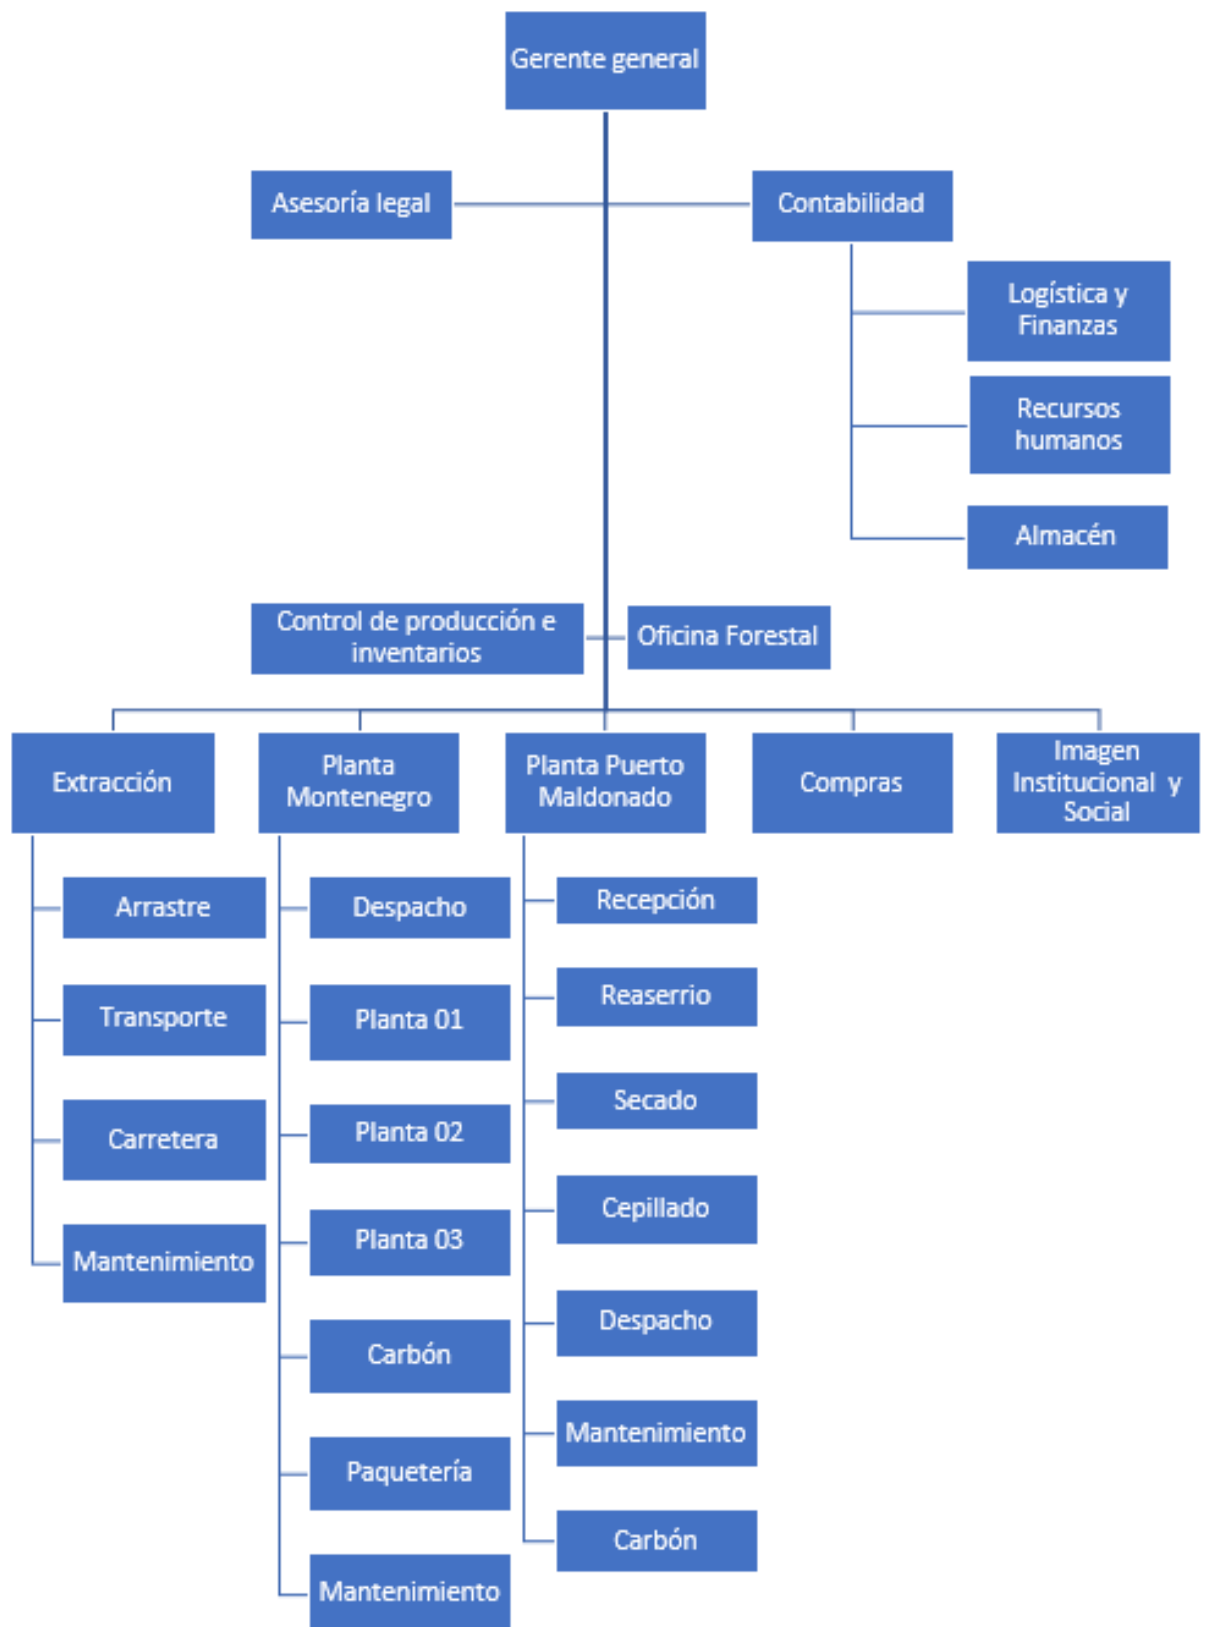 Gerente general
Asesoría legal
Contabilidad
Logística y
Finanzas
Recursos
humanos
Almacén
Control de producción e
inventarios
Oficina Forestal
Extracción
Planta
Montenegro
Planta Puerto
Maldonado
Compras
Imagen
Institucional y
Social
Arrastre
Transporte
Carretera
Mantenimiento
Despacho
Planta 01
Planta 02
Planta 03
Carbón
Paquetería
Mantenimiento
Recepción
Reaserrio
Secado
Cepillado
Despacho
Mantenimiento
Carbón